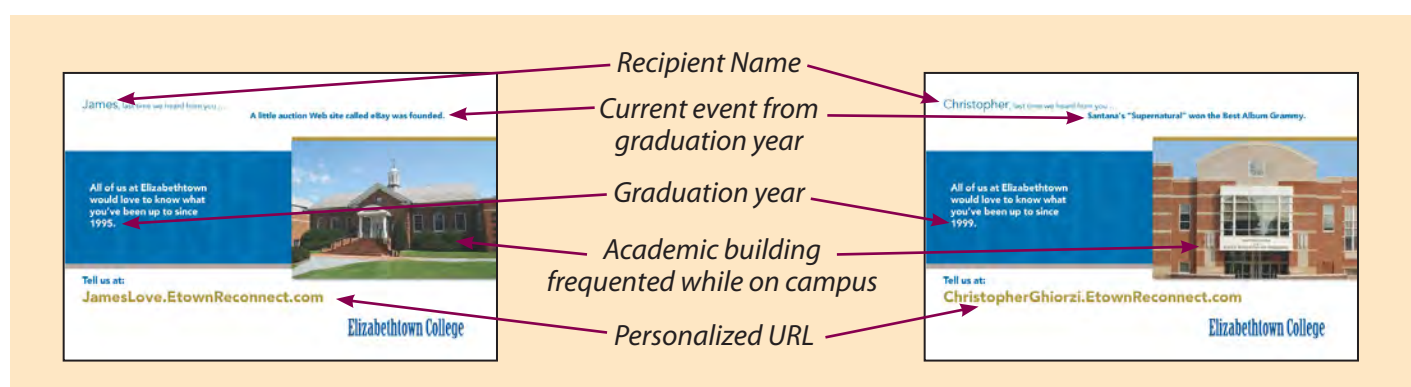 James, last time we heard from you ...
A little auction Web site called eBay was founded.
All of us at Elizabethtown
would love to know what
you've been up to since
1995.
Tell us at:
JamesLove.EtownReconnect.com
Elizabethtown College
Recipient Name
Current event from
graduation year
Graduation year
Academic building
frequented while on campus
Personalized URL
Christopher, last time we heard from you ...
Santana's "Supernatural" won the Best Album Grammy.
All of us at Elizabethtown
would love to know what
you've been up to since
1999.
Tell us at:
ChristopherGhiorzi.EtownReconnect.com
Elizabethtown College